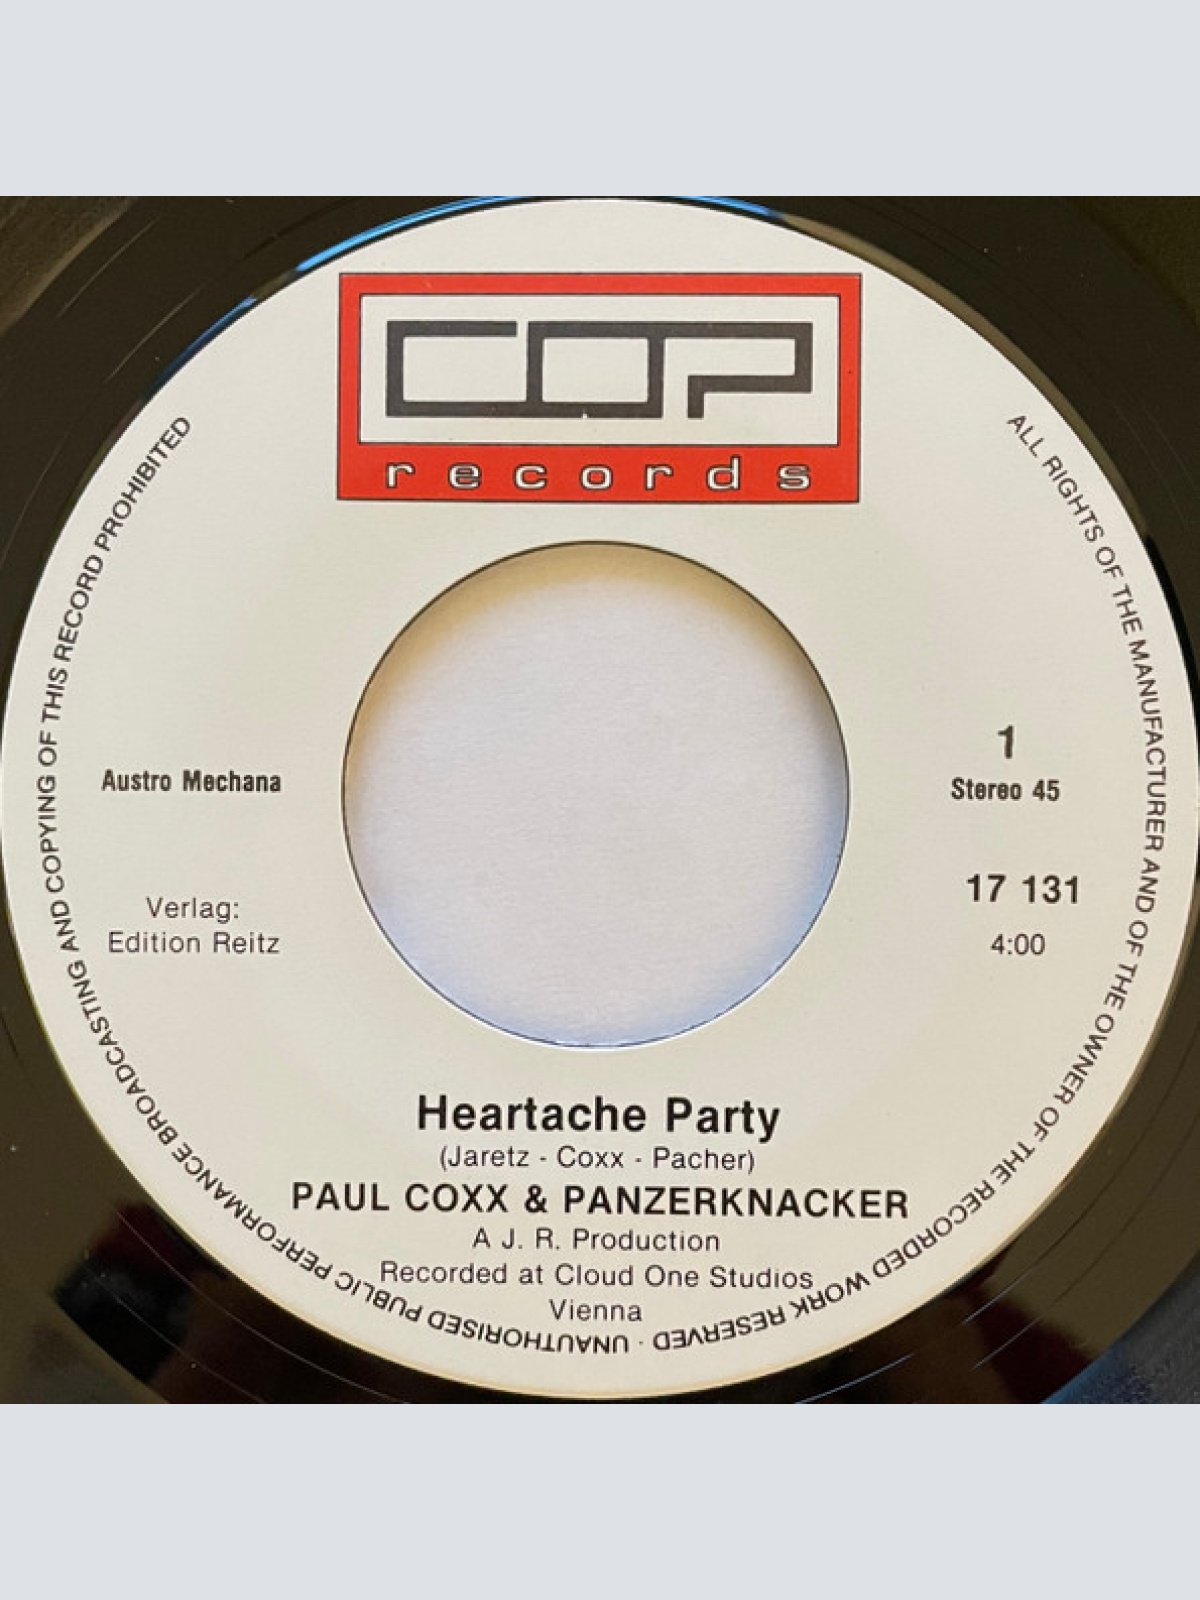 COP
records
ALL RIGHTS OF THE MANUFACTURER AND OF THE OWNER OF THE RECORDED WORK RESERVED · UNAUTHORISED PUBLIC PERFORMANCE BROADCASTING AND COPYING OF THIS RECORD PROHIBITED
Austro Mechana
Verlag:
Edition Reitz
1
Stereo 45
17 131
4:00
Heartache Party
(Jaretz - Coxx - Pacher)
PAUL COXX & PANZERKNACKER
A J. R. Production
Recorded at Cloud One Studios
Vienna